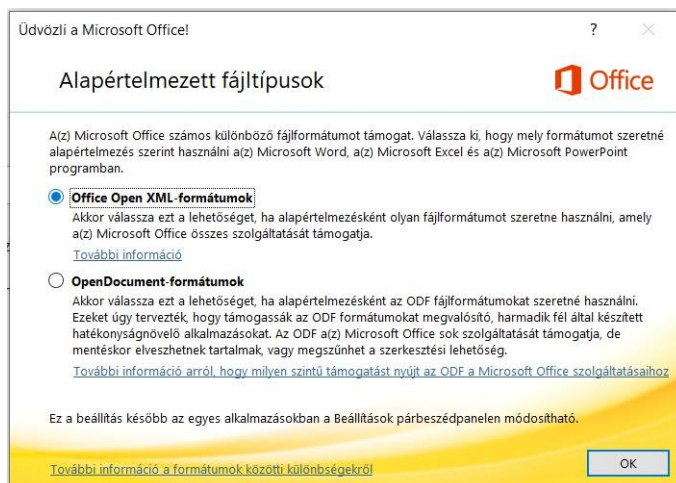 Üdvözli a Microsoft Office!
?
Alapértelmezett fájltípusok
Office
A(z) Microsoft Office számos különböző fájlformátumot támogat. Válassza ki, hogy mely formátumot szeretné
alapértelmezés szerint használni a(z) Microsoft Word, a(z) Microsoft Excel és a(z) Microsoft PowerPoint
programban.
Office Open XML-formátumok
Akkor válassza ezt a lehetőséget, ha alapértelmezésként olyan fájlformátumot szeretne használni, amely
a(z) Microsoft Office összes szolgáltatását támogatja.
További információ
OpenDocument-formátumok
Akkor válassza ezt a lehetőséget, ha alapértelmezésként az ODF fájlformátumokat szeretné használni.
Ezeket úgy tervezték, hogy támogassák az ODF formátumokat megvalósító, harmadik fél által készített
hatékonyságnövelő alkalmazásokat. Az ODF a(z) Microsoft Office sok szolgáltatását támogatja, de
mentéskor elveszhetnek tartalmak, vagy megszűnhet a szerkesztési lehetőség.
További információ arról, hogy milyen szintű támogatást nyújt az ODF a Microsoft Office szolgáltatásaihoz
Ez a beállítás később az egyes alkalmazásokban a Beállítások párbeszédpanelen módosítható.
További információ a formátumok közötti különbségekről
OK